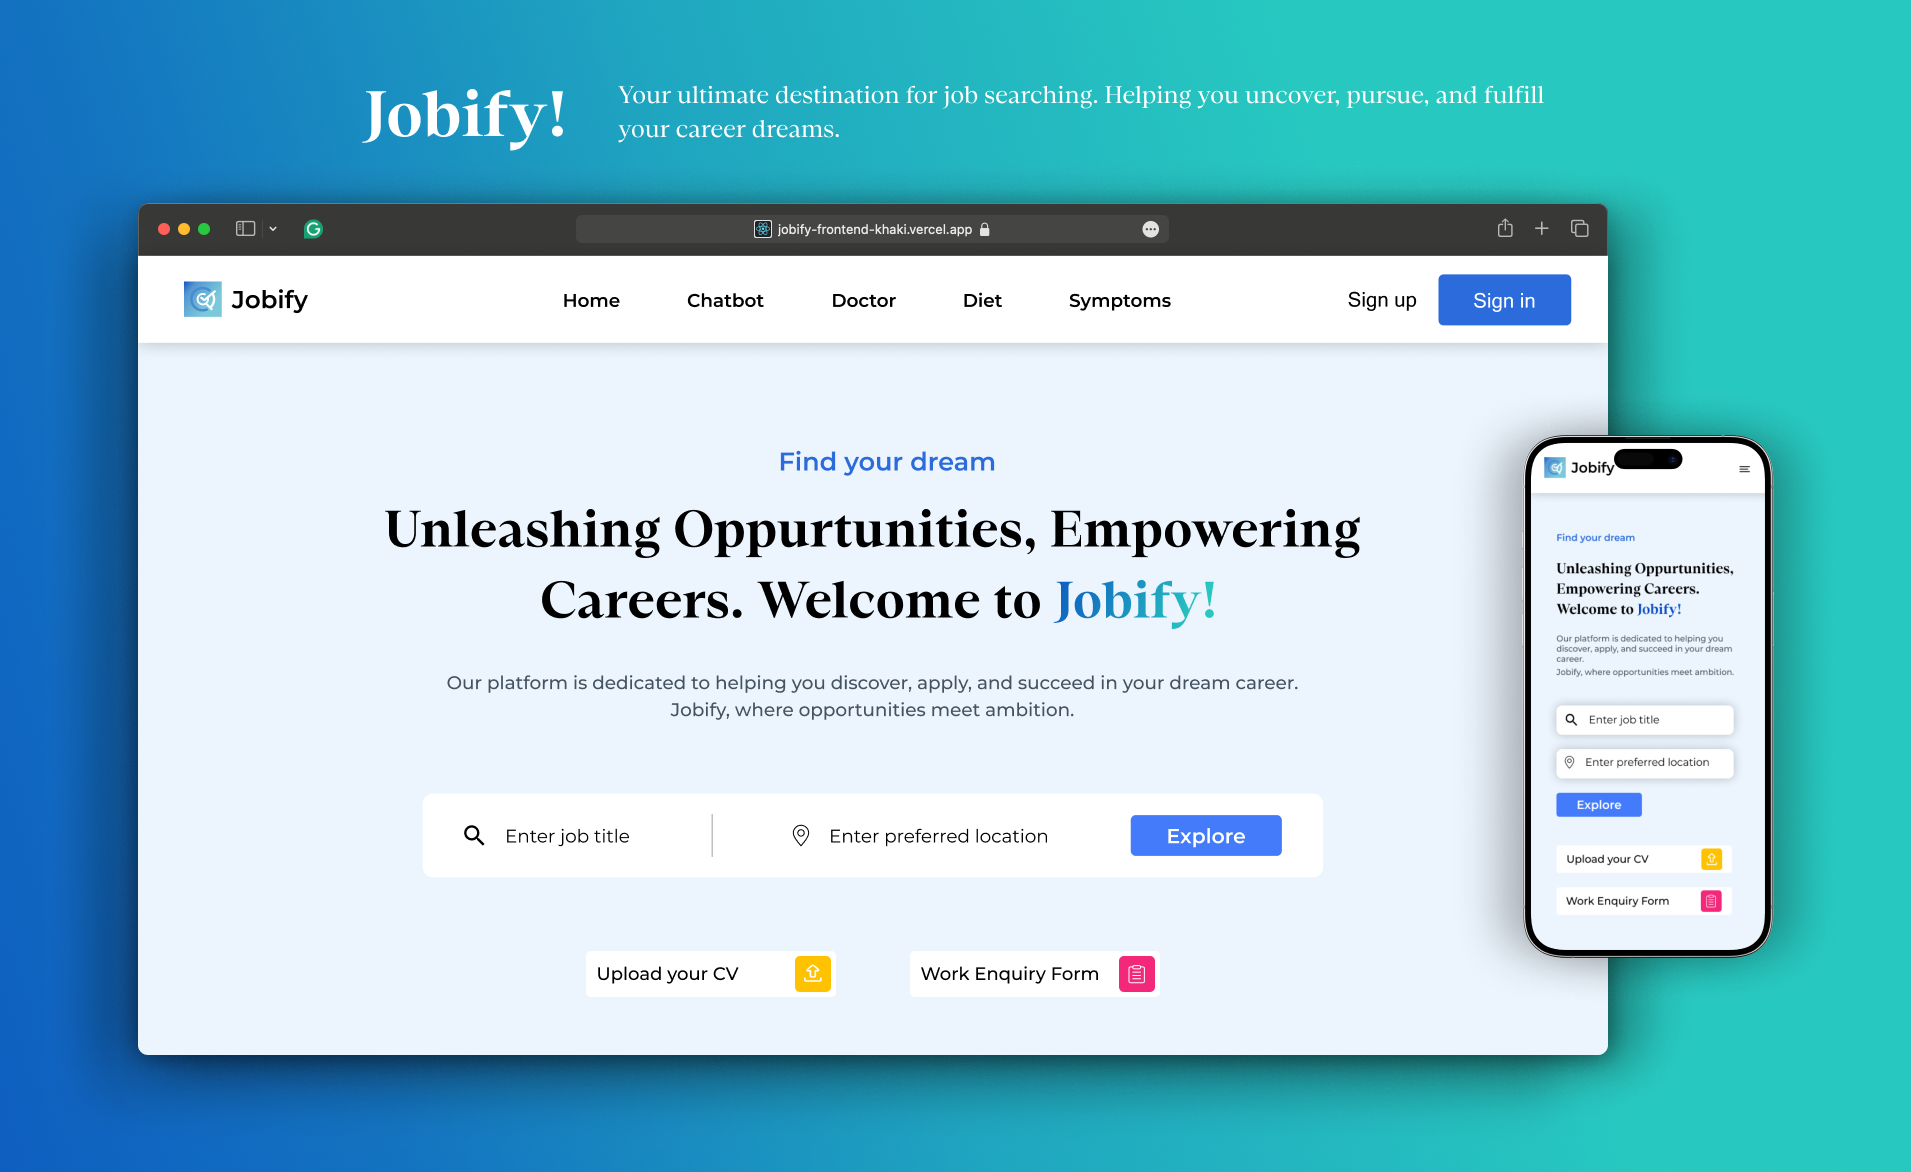 Jobify!
Your ultimate destination for job searching. Helping you uncover, pursue, and fulfill
your career dreams.
jobify-frontend-khaki.vercel.app
Jobify
Home
Chatbot
Doctor
Diet
Symptoms
Sign up
Sign in
Find your dream
Unleashing Oppurtunities, Empowering
Careers. Welcome to Jobify!
Our platform is dedicated to helping you discover, apply, and succeed in your dream career.
Jobify, where opportunities meet ambition.
Enter job title
Enter preferred location
Explore
Upload your CV
Work Enquiry Form
Jobify
Find your dream
Unleashing Oppurtunities,
Empowering Careers.
Welcome to Jobify!
Our platform is dedicated to helping you
discover, apply, and succeed in your dream
career.
Jobify, where opportunities meet ambition.
Enter job title
Enter preferred location
Explore
Upload your CV
Work Enquiry Form